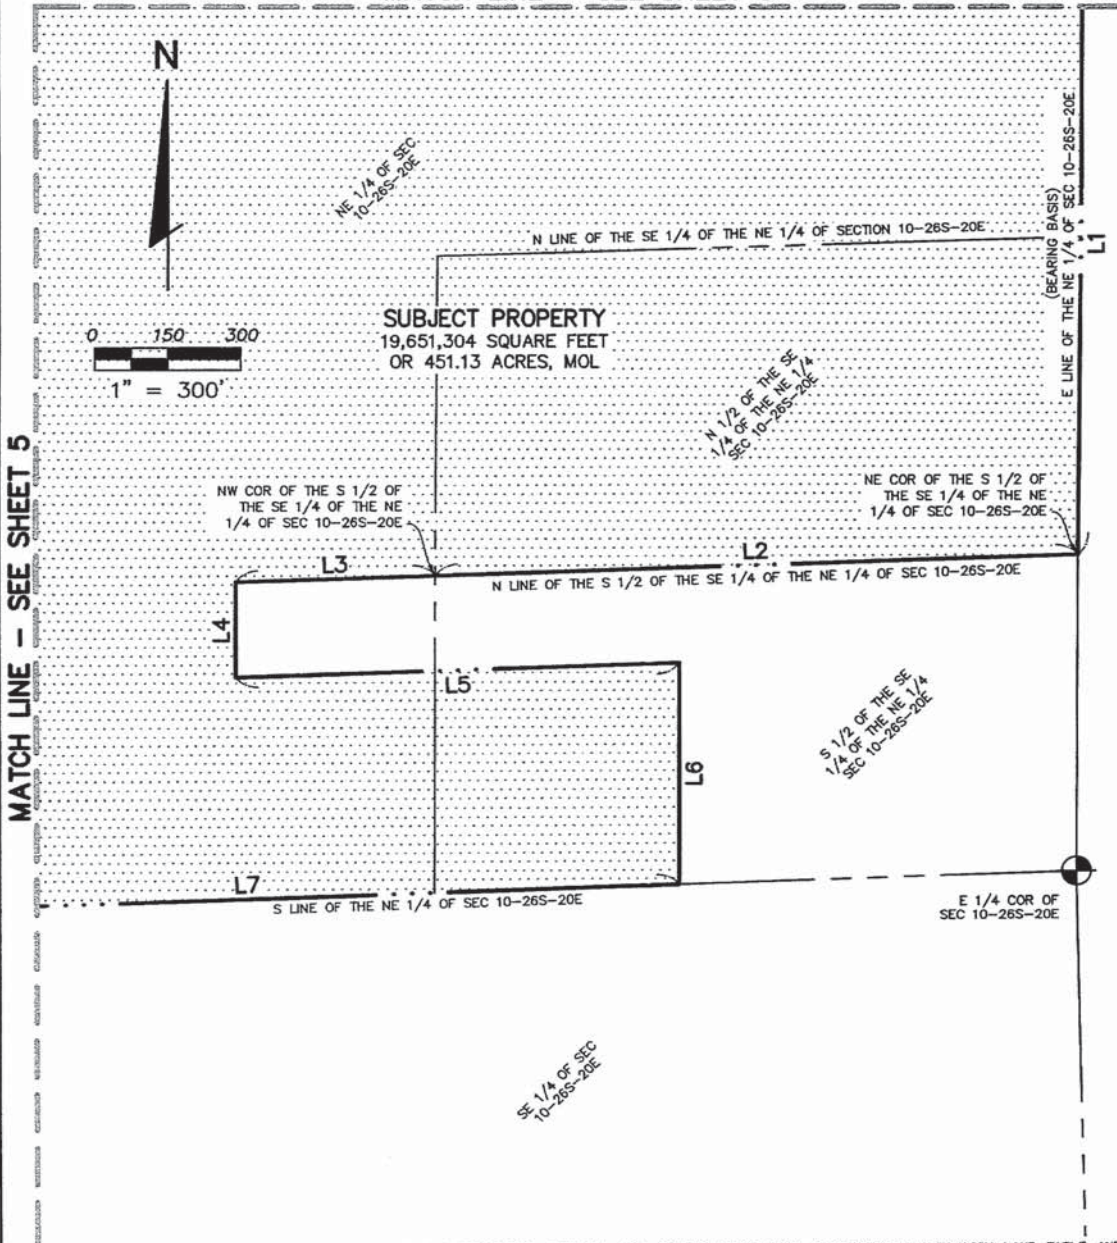 N
NE 1/4 OF SEC.
10-26S-20E
N LINE OF THE SE 1/4 OF THE NE 1/4 OF SECTION 10-26S-20E
E LINE OF THE NE 1/4 OF SEC 10-26S-20E
(BEARING BASIS)
L1
SUBJECT PROPERTY
19,651,304 SQUARE FEET
OR 451.13 ACRES, MOL
0 150 300
1" = 300'
N 1/2 OF THE SE
1/4 OF THE NE 1/4
SEC 10-26S-20E
MATCH LINE - SEE SHEET 5
NW COR OF THE S 1/2 OF
THE SE 1/4 OF THE NE
1/4 OF SEC 10-26S-20E
NE COR OF THE S 1/2 OF
THE SE 1/4 OF THE NE
1/4 OF SEC 10-26S-20E
L3
L2
N LINE OF THE S 1/2 OF THE SE 1/4 OF THE NE 1/4 OF SEC 10-26S-20E
L4
L5
S 1/2 OF THE SE
1/4 OF THE NE 1/4
SEC 10-26S-20E
L6
L7
S LINE OF THE NE 1/4 OF SEC 10-26S-20E
E 1/4 COR OF
SEC 10-26S-20E
SE 1/4 OF SEC
10-26S-20E